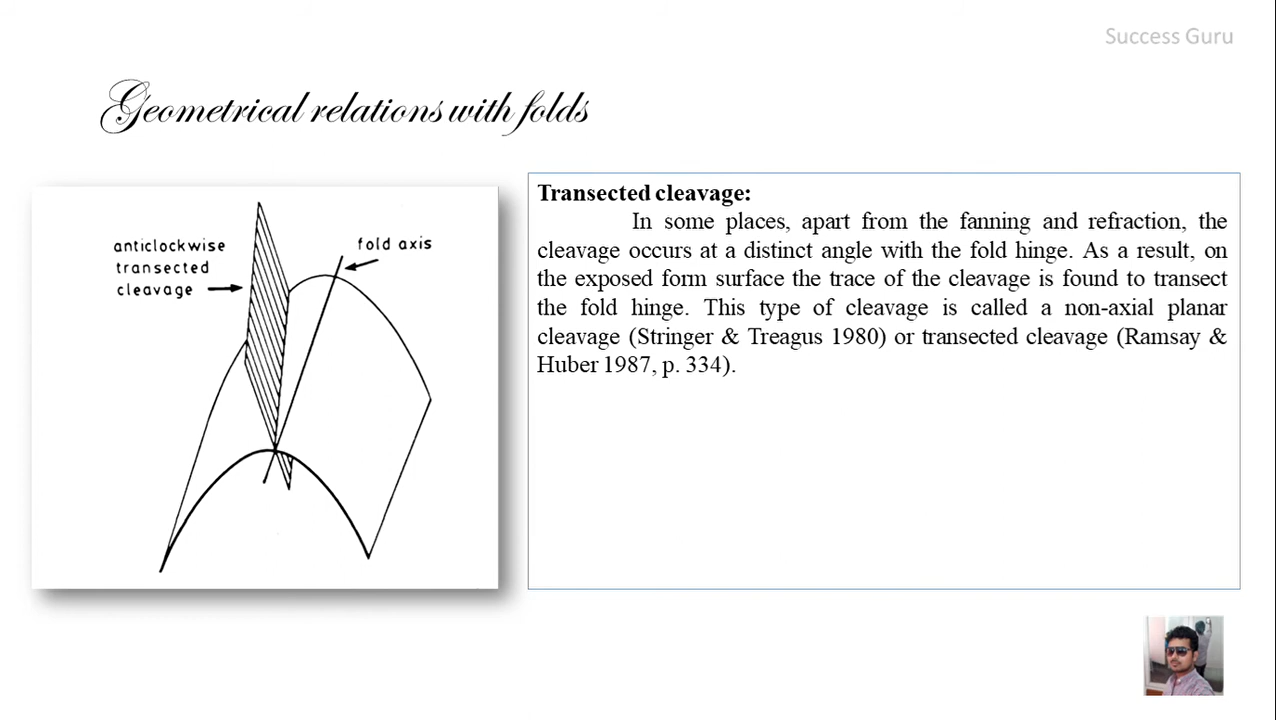 Success Guru
Geometrical relations with folds
anticlockwise
transected
cleavage
fold axis
Transected cleavage:
In some places, apart from the fanning and refraction, the
cleavage occurs at a distinct angle with the fold hinge. As a result, on
the exposed form surface the trace of the cleavage is found to transect
the fold hinge. This type of cleavage is called a non-axial planar
cleavage (Stringer & Treagus 1980) or transected cleavage (Ramsay &
Huber 1987, p. 334).